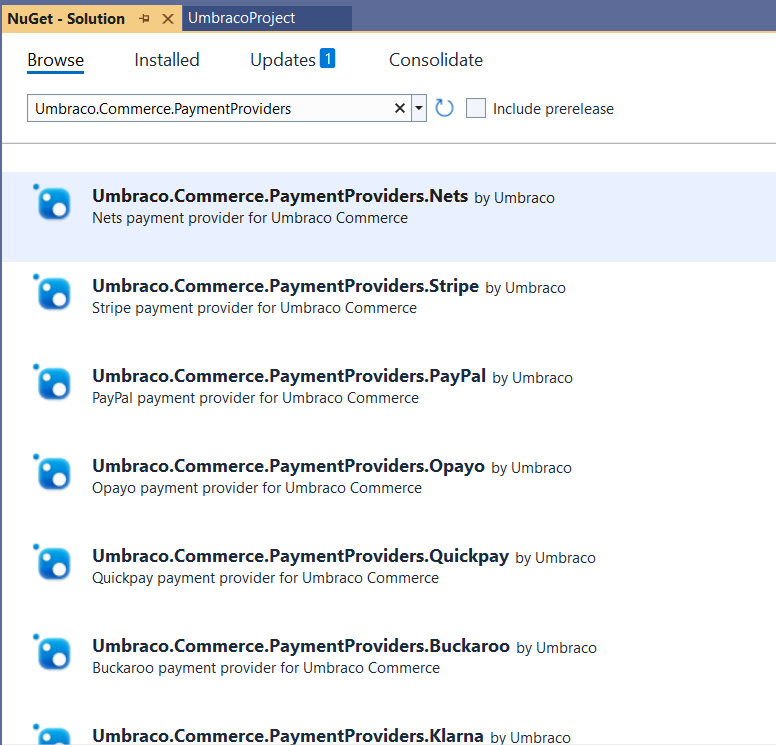 NuGet - Solution
UmbracoProject
Browse Installed Updates 1 Consolidate
Umbraco.Commerce.PaymentProviders
Include prerelease
Umbraco.Commerce.PaymentProviders.Nets by Umbraco
Nets payment provider for Umbraco Commerce
Umbraco.Commerce.PaymentProviders.Stripe by Umbraco
Stripe payment provider for Umbraco Commerce
Umbraco.Commerce.PaymentProviders.PayPal by Umbraco
PayPal payment provider for Umbraco Commerce
Umbraco.Commerce.PaymentProviders.Opayo by Umbraco
Opayo payment provider for Umbraco Commerce
Umbraco.Commerce.PaymentProviders.Quickpay by Umbraco
Quickpay payment provider for Umbraco Commerce
Umbraco.Commerce.PaymentProviders.Buckaroo by Umbraco
Buckaroo payment provider for Umbraco Commerce
Umbraco.Commerce.PaymentProviders.Klarna by Umbraco